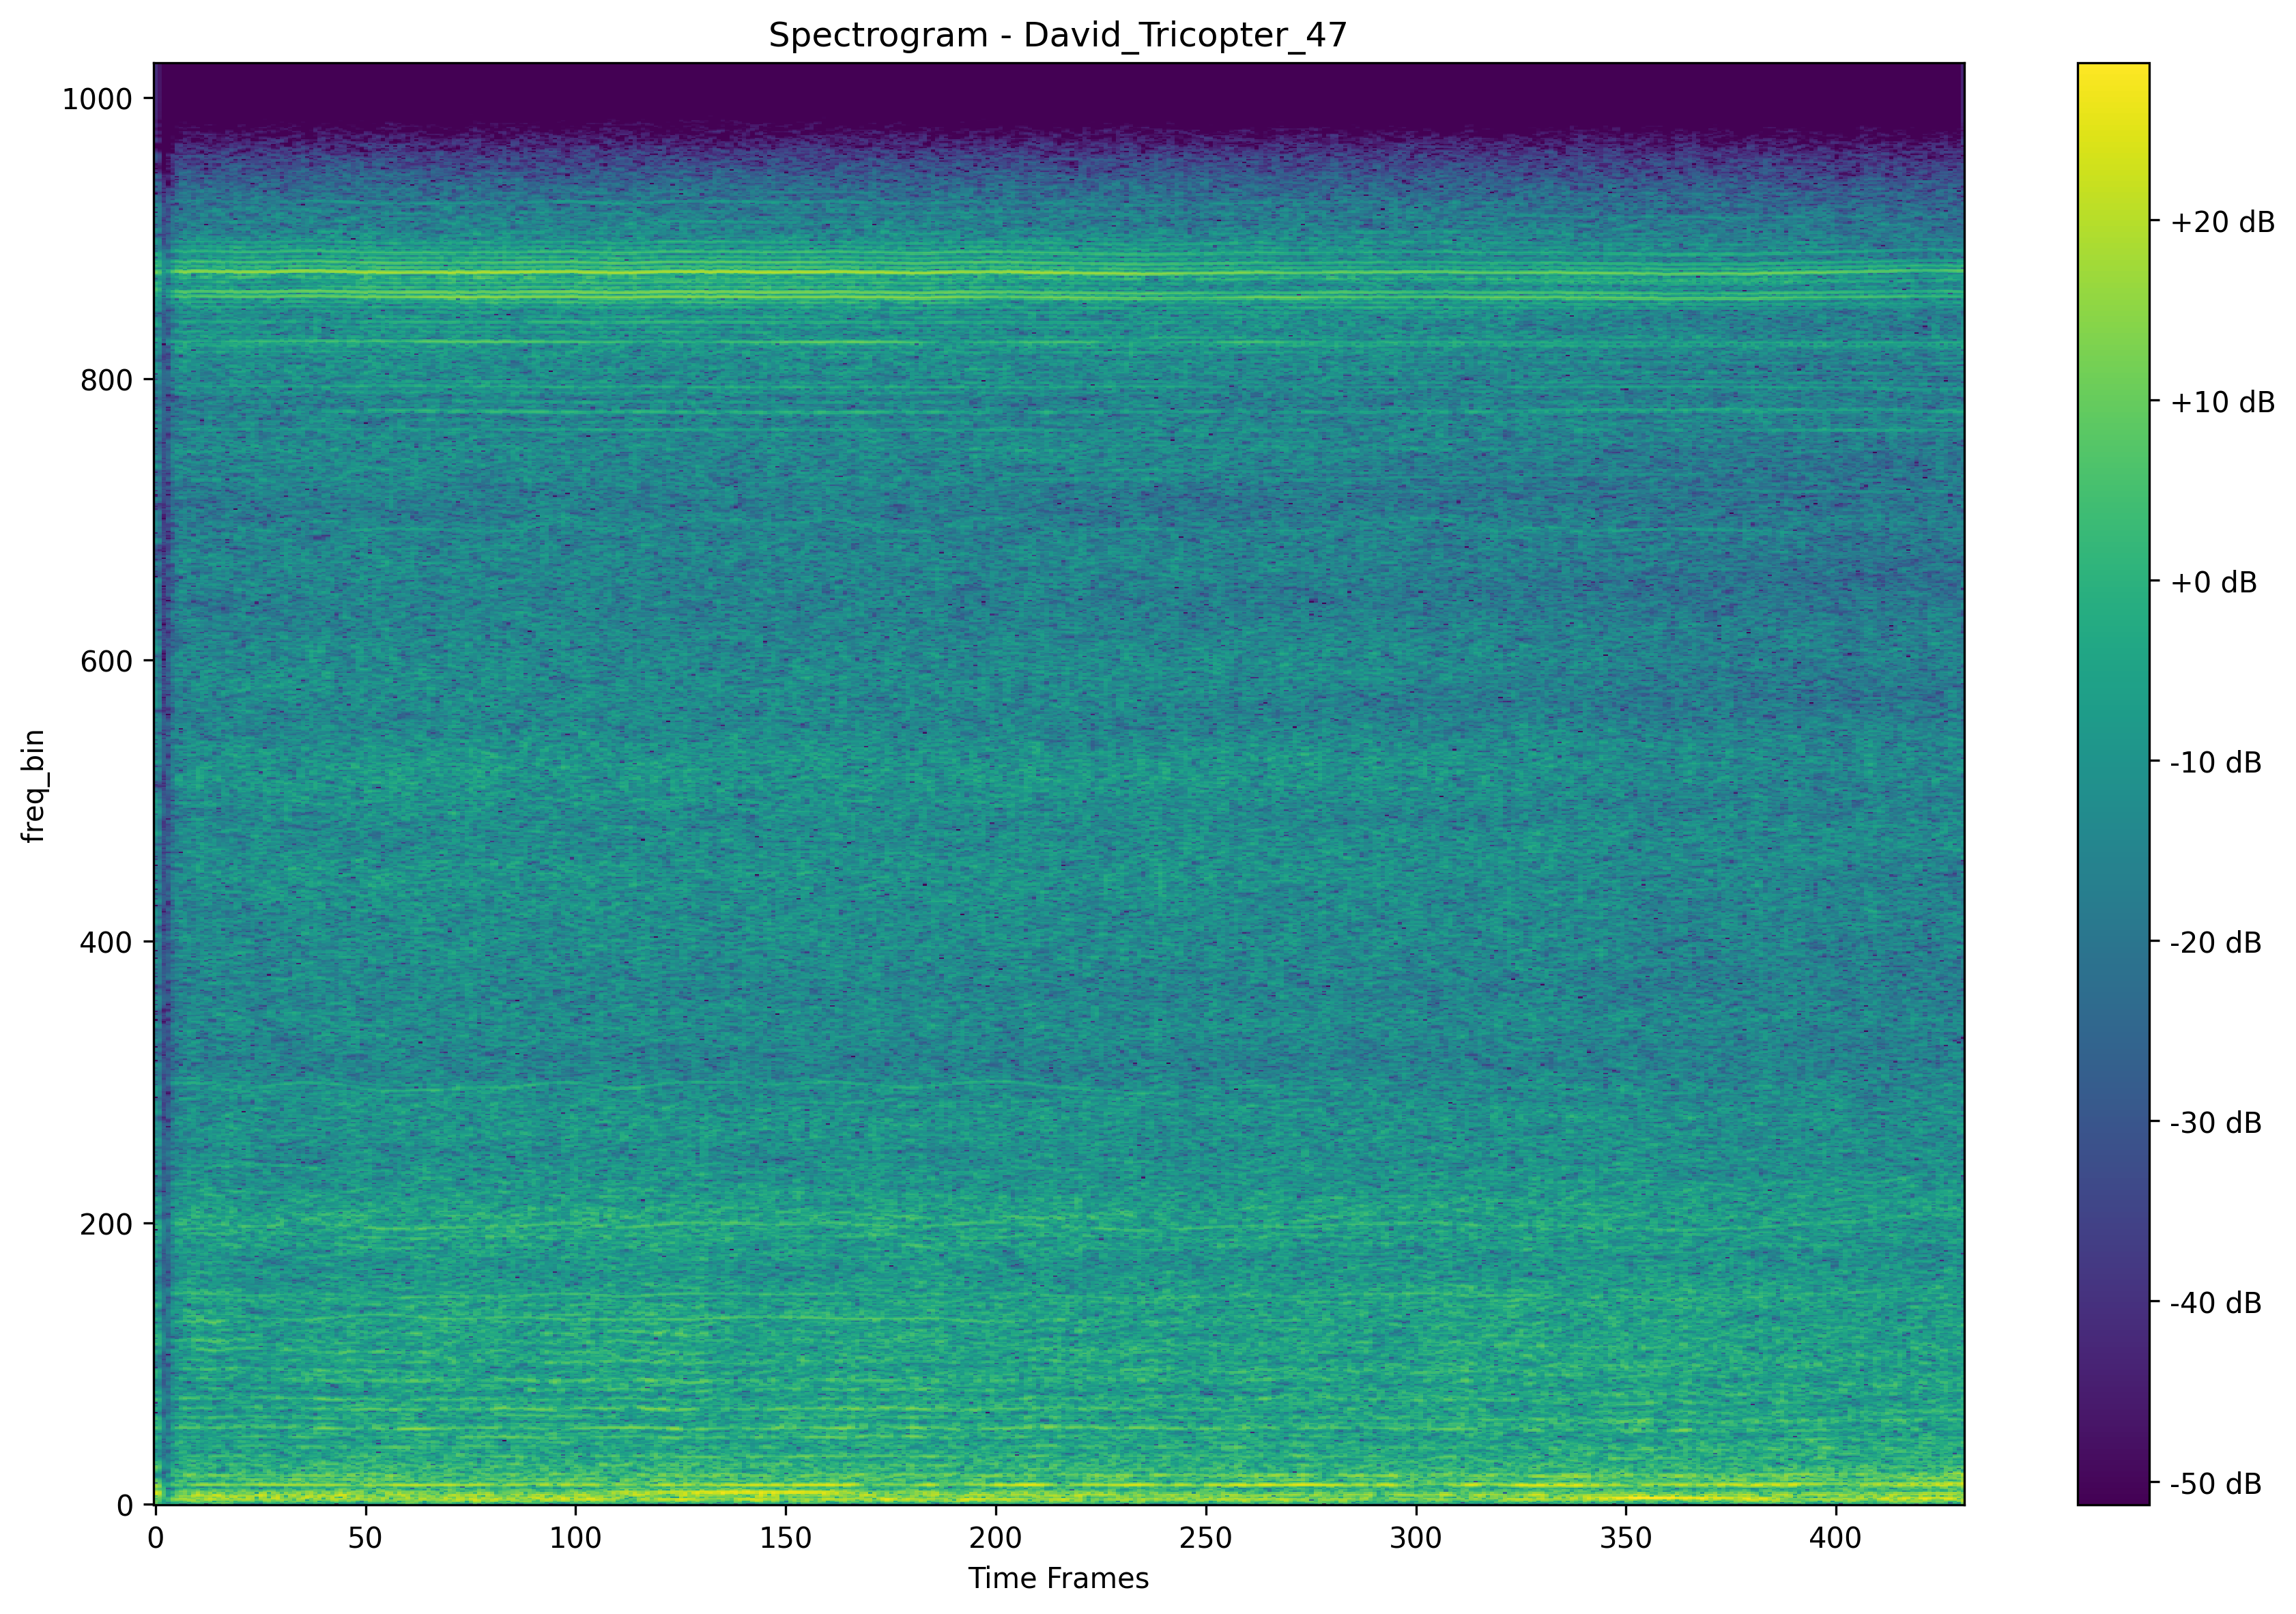 Spectrogram - David_Tricopter_47
1000
800
600
400
200
0
freq_bin
0 50 100 150 200 250 300 350 400
Time Frames
+20 dB
+10 dB
+0 dB
-10 dB
-20 dB
-30 dB
-40 dB
-50 dB